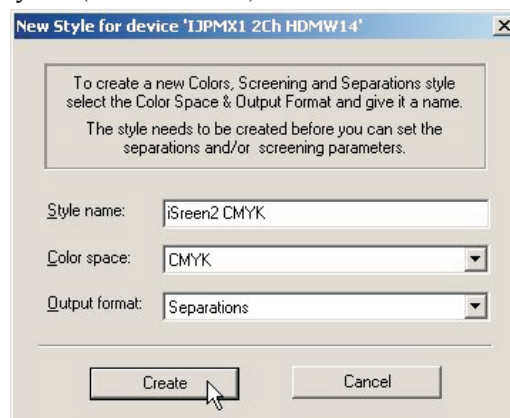 New Style for device 'IJPMX1 2Ch HDMW14'
To create a new Colors, Screening and Separations style
select the Color Space & Output Format and give it a name.
The style needs to be created before you can set the
separations and/or screening parameters.
Style name: iSreen2 CMYK
Color space: CMYK
Output format: Separations
Create Cancel